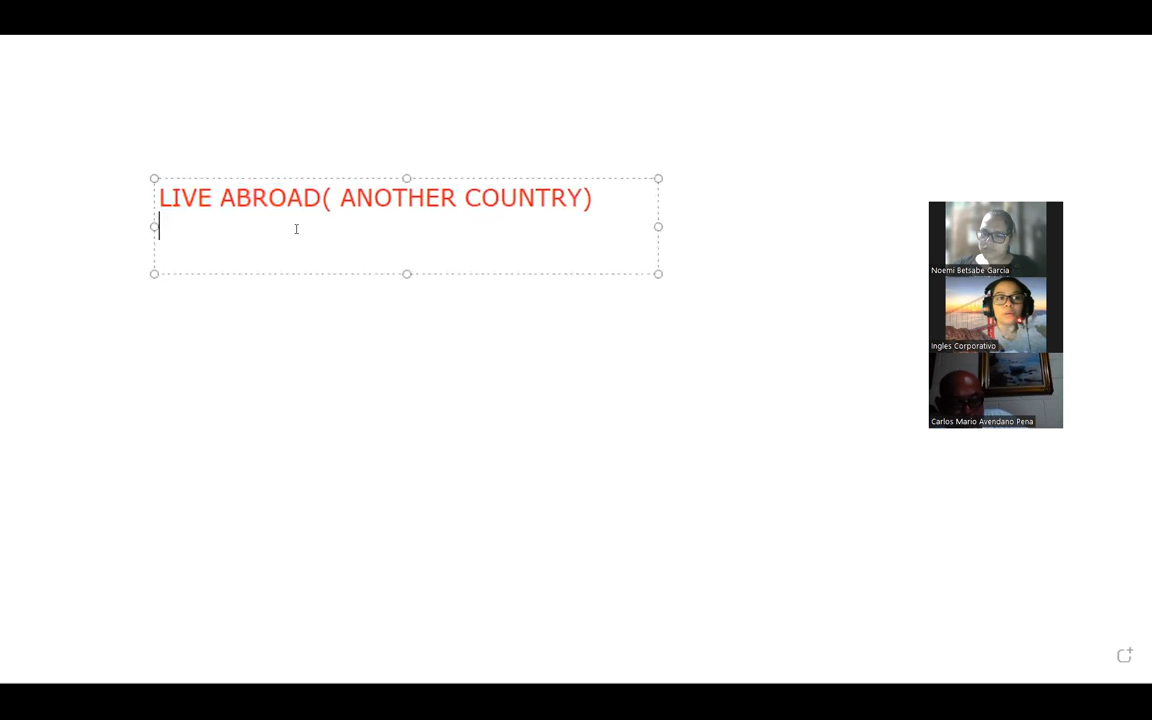 LIVE ABROAD( ANOTHER COUNTRY)
Noemi Betsabe Garcia
Ingles Corporativo
Carlos Mario Avendano Pena